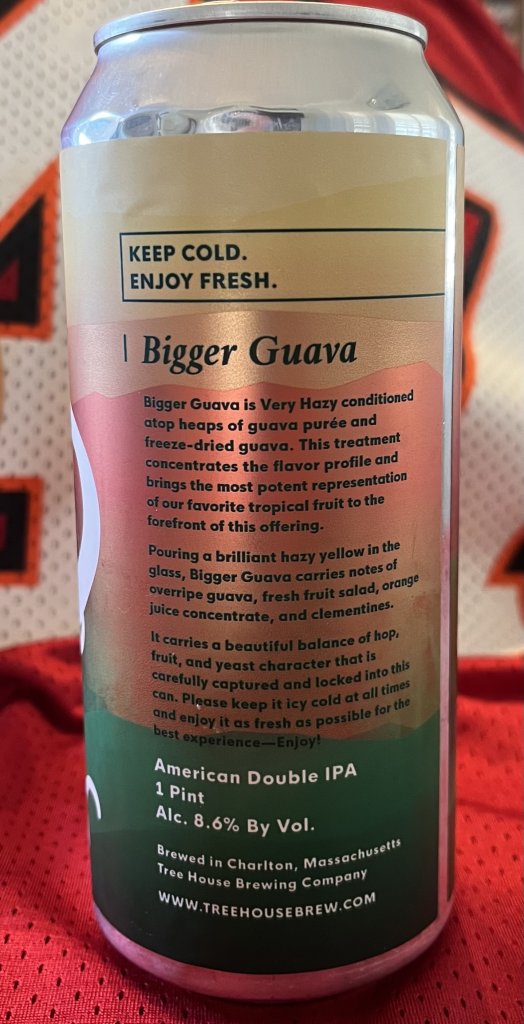 KEEP COLD.
ENJOY FRESH.
Bigger Guava
Bigger Guava is Very Hazy conditioned
atop heaps of guava purée and
freeze-dried guava. This treatment
concentrates the flavor profile and
brings the most potent representation
of our favorite tropical fruit to the
forefront of this offering.
Pouring a brilliant hazy yellow in the
glass, Bigger Guava carries notes of
overripe guava, fresh fruit salad, orange
juice concentrate, and clementines.
It carries a beautiful balance of hop,
fruit, and yeast character that is
carefully captured and locked into this
can. Please keep it icy cold at all times
and enjoy it as fresh as possible for the
best experience—Enjoy!
American Double IPA
1 Pint
Alc. 8.6% By Vol.
Brewed in Charlton, Massachusetts
Tree House Brewing Company
WWW.TREEHOUSEBREW.COM